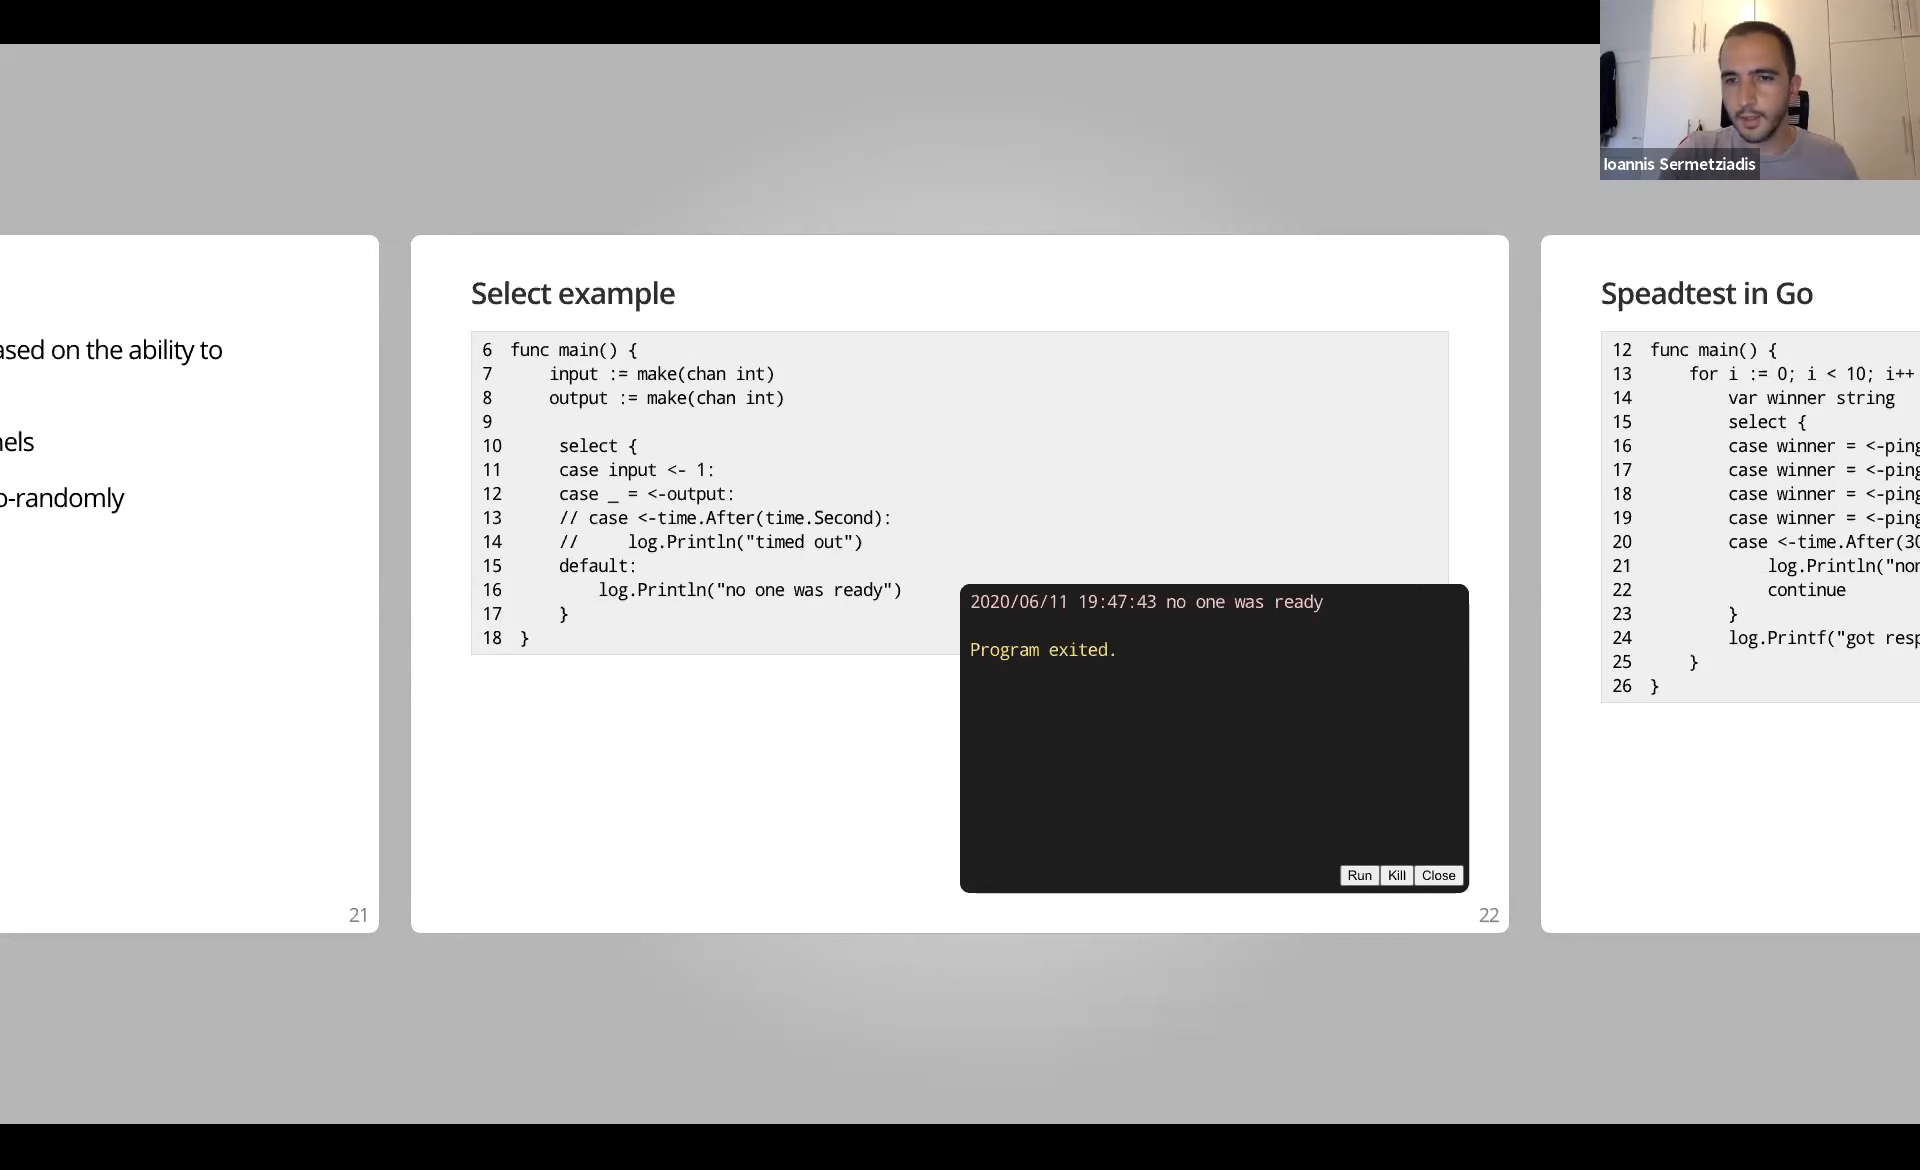 Ioannis Sermetziadis
ased on the ability to
nels
o-randomly
21
Select example
6 func main() {
7 input := make(chan int)
8 output := make(chan int)
9
10 select {
11 case input <- 1:
12 case _ = <-output:
13 // case <-time.After(time.Second):
14 // log.Println("timed out")
15 default:
16 log.Println("no one was ready")
17 }
18 }
2020/06/11 19:47:43 no one was ready
Program exited.
Run Kill Close
22
Speadtest in Go
12 func main() {
13 for i := 0; i < 10; i++
14 var winner string
15 select {
16 case winner = <-ping
17 case winner = <-ping
18 case winner = <-ping
19 case winner = <-ping
20 case <-time.After(30
21 log.Println("non
22 continue
23 }
24 log.Printf("got resp
25 }
26 }